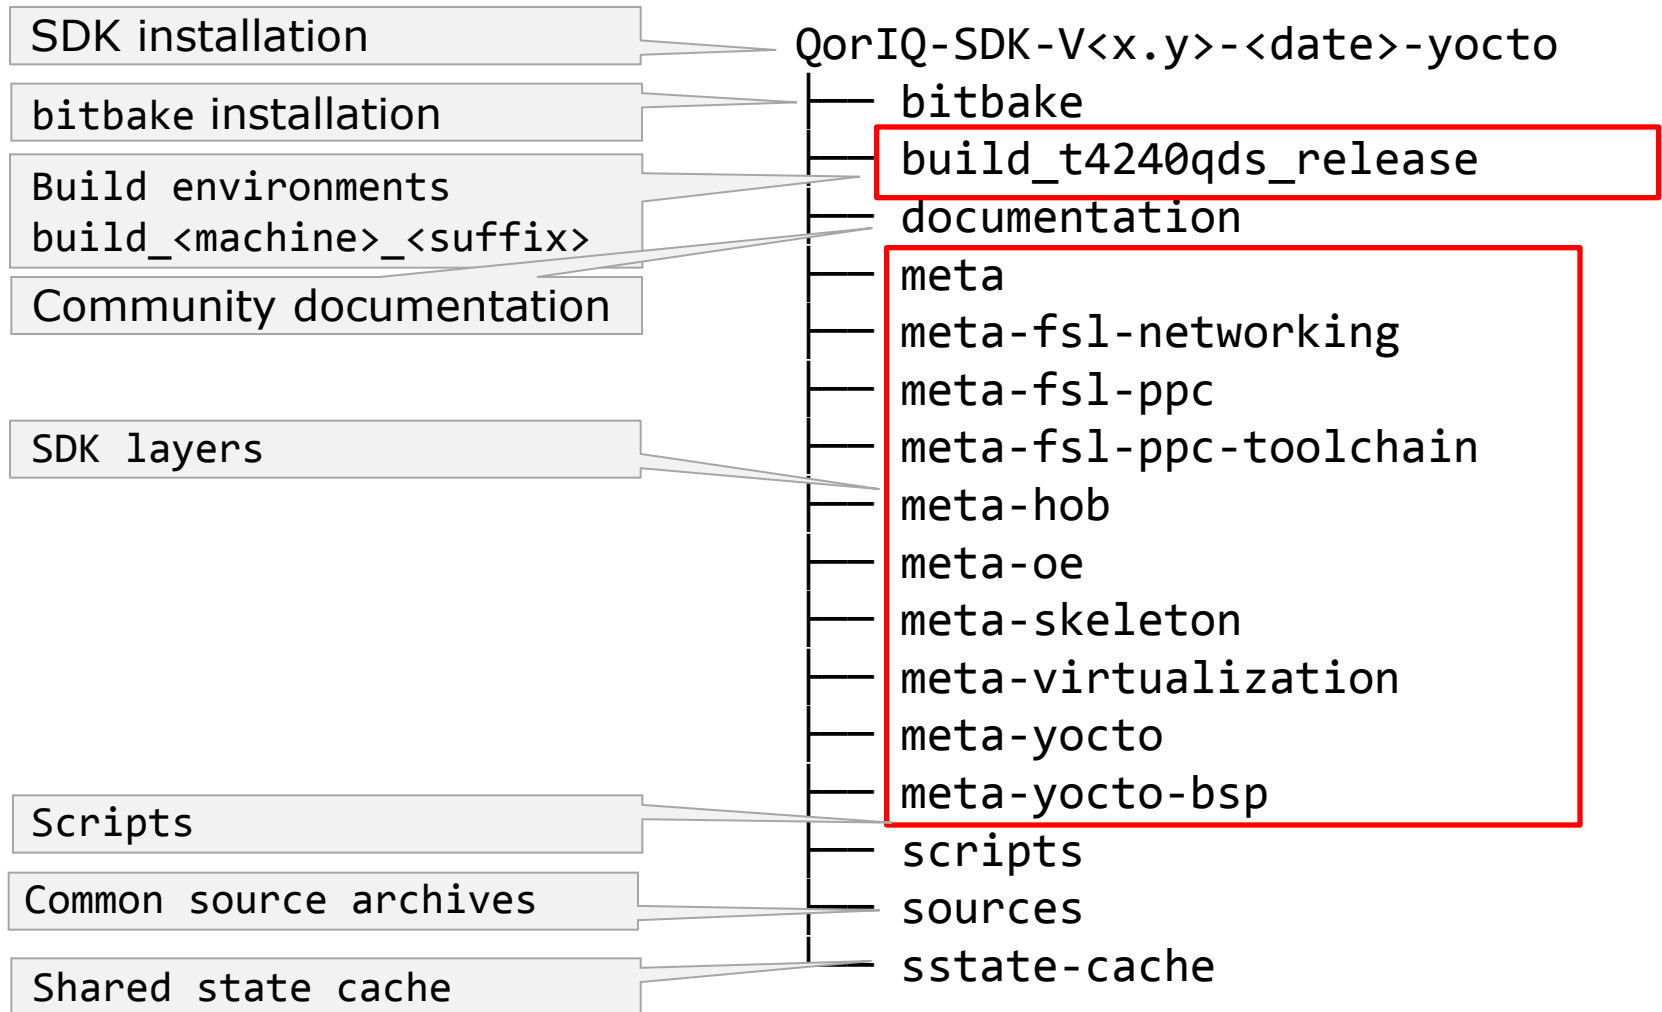 SDK installation
QorIQ-SDK-V<x.y>-<date>-yocto
bitbake installation
bitbake
Build environments
build_<machine>_<suffix>
build_t4240qds_release
Community documentation
documentation
SDK layers
meta
meta-fsl-networking
meta-fsl-ppc
meta-fsl-ppc-toolchain
meta-hob
meta-oe
meta-skeleton
meta-virtualization
meta-yocto
meta-yocto-bsp
Scripts
scripts
Common source archives
sources
Shared state cache
sstate-cache